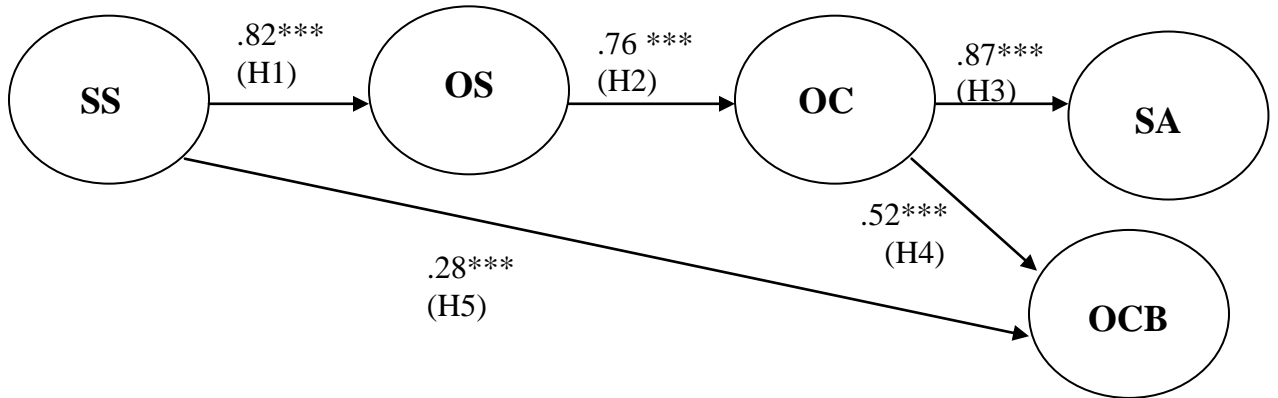 .82***
(H1)
.76 ***
(H2)
.87***
(H3)
SS
OS
OC
SA
.52***
(H4)
.28***
(H5)
OCB